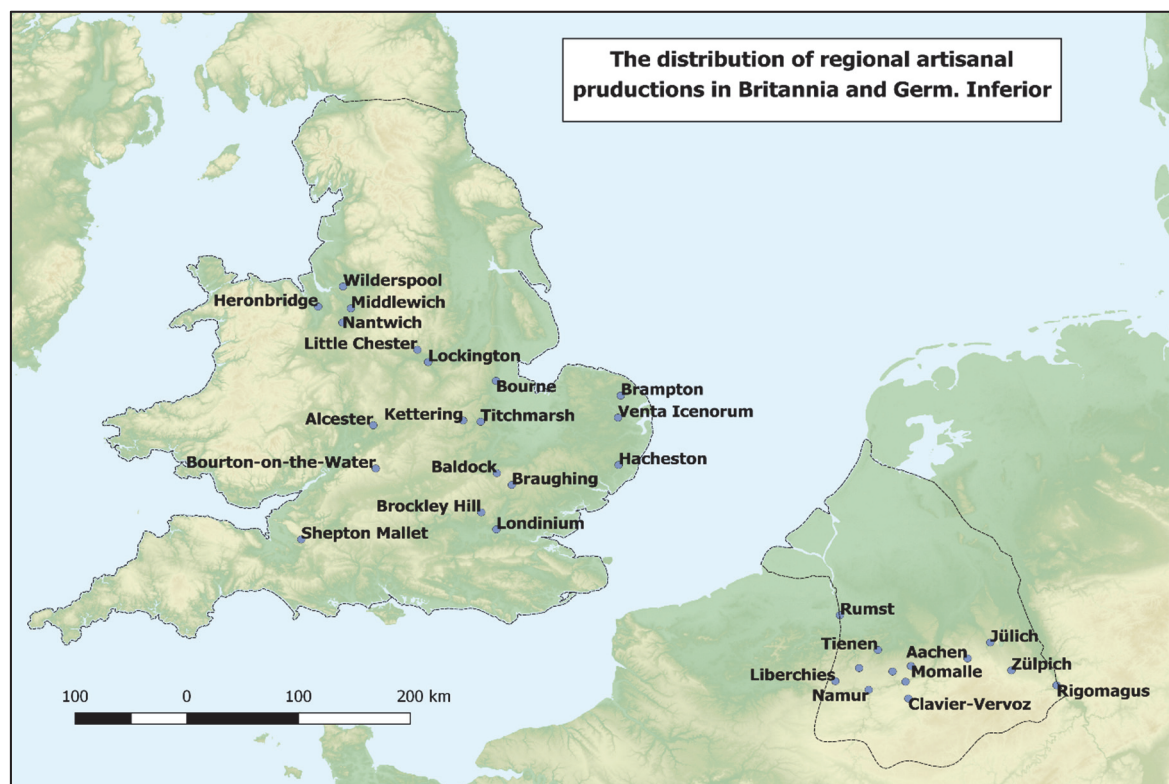 The distribution of regional artisanal
pruductions in Britannia and Germ. Inferior
Wilderspool
Heronbridge
Middlewich
Nantwich
Little Chester
Lockington
Bourne
Brampton
Kettering
Titchmarsh
Venta Icenorum
Alcester
Bourton-on-the-Water
Baldock
Hacheston
Braughing
Brockley Hill
Londinium
Shepton Mallet
Rumst
Tienen
Jülich
Aachen
Momalle
Zülpich
Liberchies
Namur
Rigomagus
Clavier-Vervoz
100 0 100 200 km